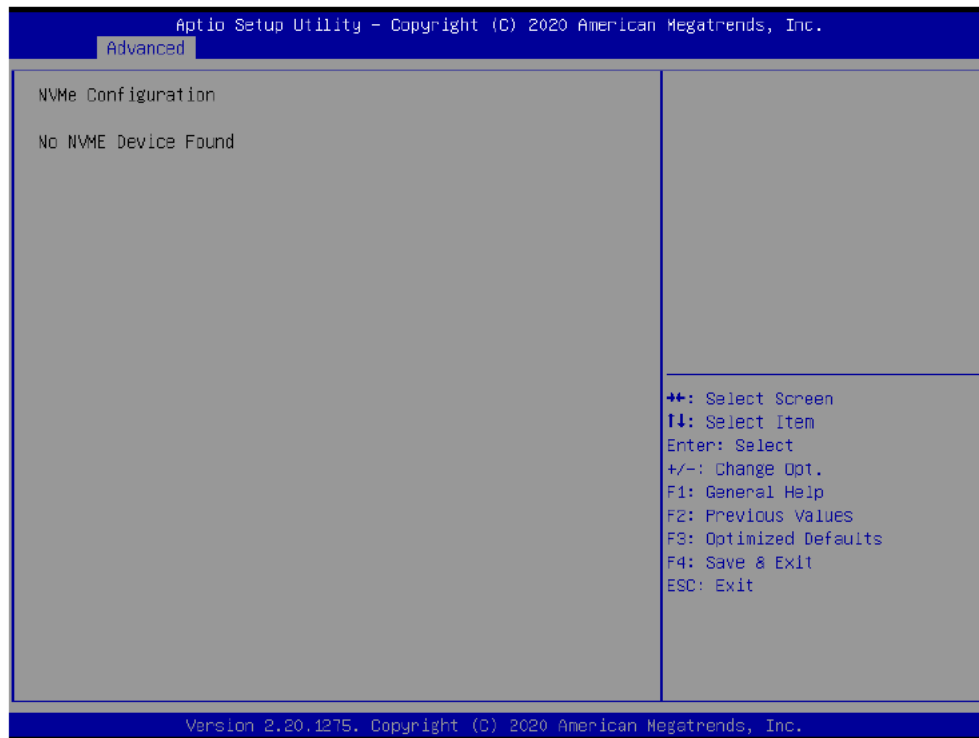 Aptio Setup Utility – Copyright (C) 2020 American Megatrends, Inc.
Advanced
NVMe Configuration
No NVME Device Found
→←: Select Screen
↑↓: Select Item
Enter: Select
+/-: Change Opt.
F1: General Help
F2: Previous Values
F3: Optimized Defaults
F4: Save & Exit
ESC: Exit
Version 2.20.1275. Copyright (C) 2020 American Megatrends, Inc.